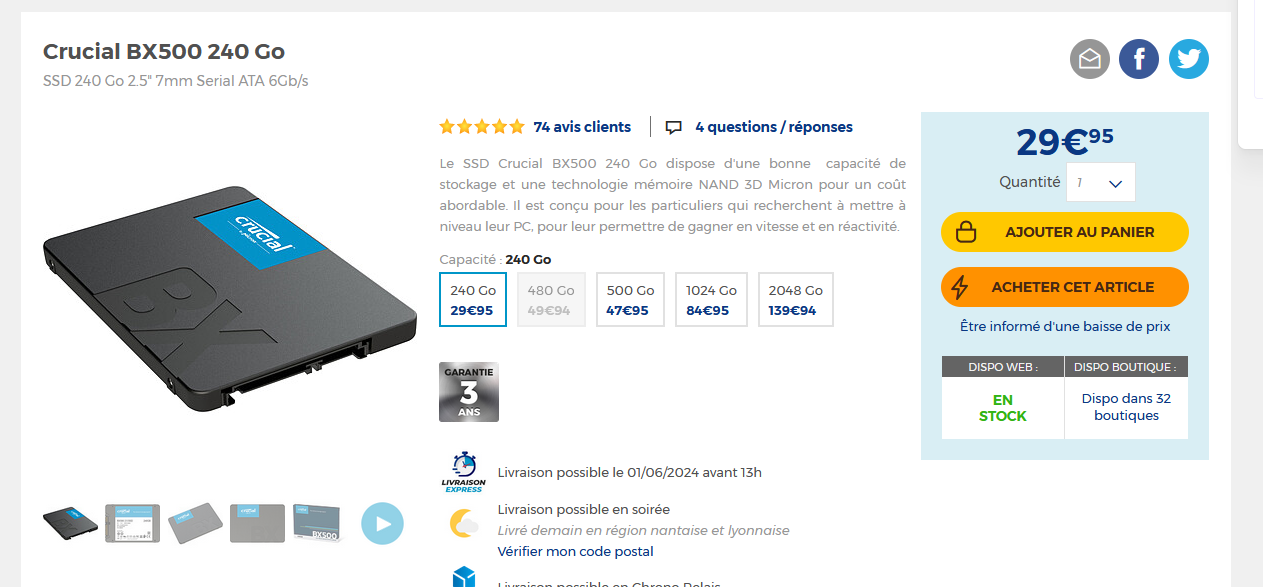 Crucial BX500 240 Go
SSD 240 Go 2.5" 7mm Serial ATA 6Gb/s
f
74 avis clients
4 questions / réponses
Le SSD Crucial BX500 240 Go dispose d'une bonne capacité de
stockage et une technologie mémoire NAND 3D Micron pour un coût
abordable. Il est conçu pour les particuliers qui recherchent à mettre à
niveau leur PC, pour leur permettre de gagner en vitesse et en réactivité.
Capacité : 240 Go
240 Go
29€95
480 Go
49€94
500 Go
47€95
1024 Go
84€95
2048 Go
139€94
29€95
Quantité 1
AJOUTER AU PANIER
ACHETER CET ARTICLE
Être informé d'une baisse de prix
DISPO WEB :
EN
STOCK
DISPO BOUTIQUE :
Dispo dans 32
boutiques
crucial
BX
GARANTIE
3
ANS
LIVRAISON
EXPRESS
Livraison possible le 01/06/2024 avant 13h
Livraison possible en soirée
Livré demain en région nantaise et lyonnaise
Vérifier mon code postal
Livraison possible en Chrono Relais
BX500